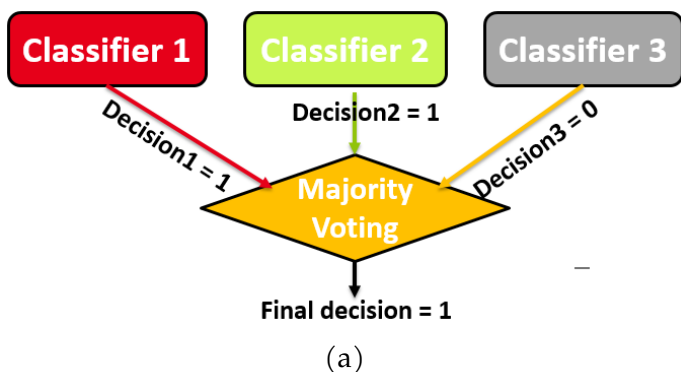 Classifier 1
Classifier 2
Classifier 3
Decision1 = 1
Decision2 = 1
Decision3 = 0
Majority
Voting
Final decision = 1
(a)